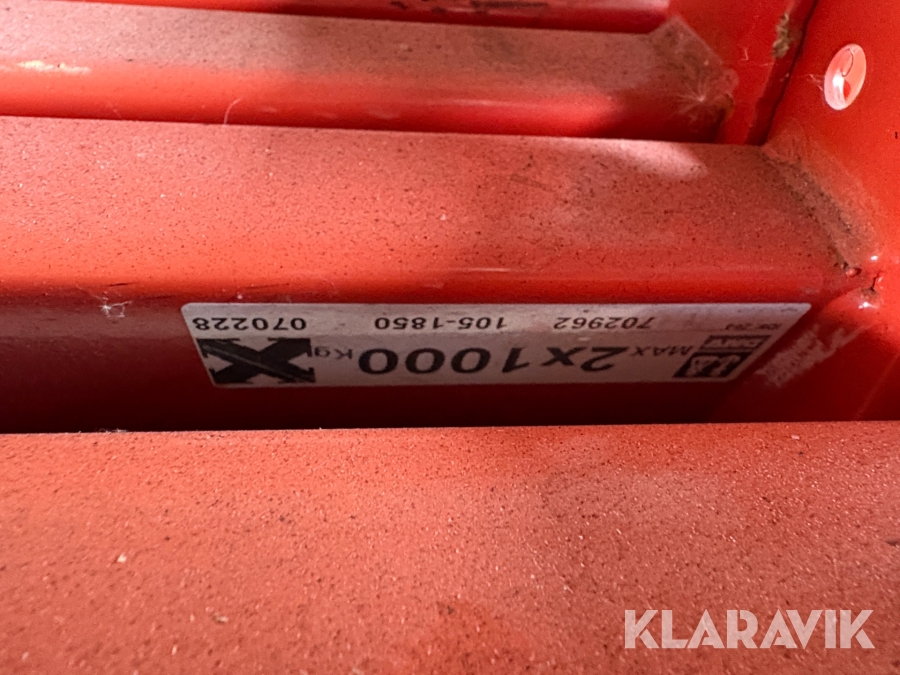 MAX 2x1000 Kg
702962 105-1850 070228
KLARAVIK